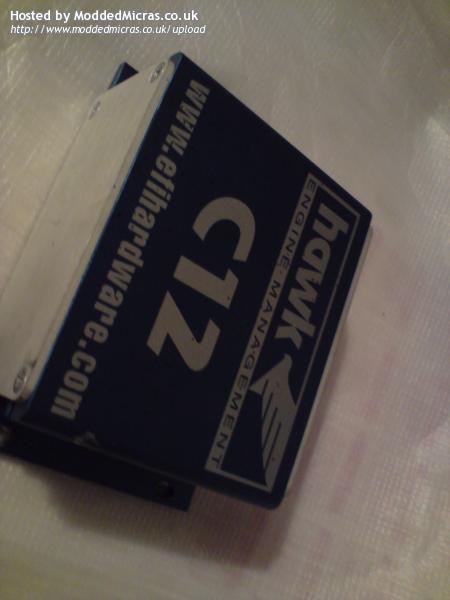 Hosted by ModdedMicras.co.uk
http://www.moddedmicras.co.uk/upload
hawk
ENGINE·MANAGEMENT
C12
www.efihardware.com